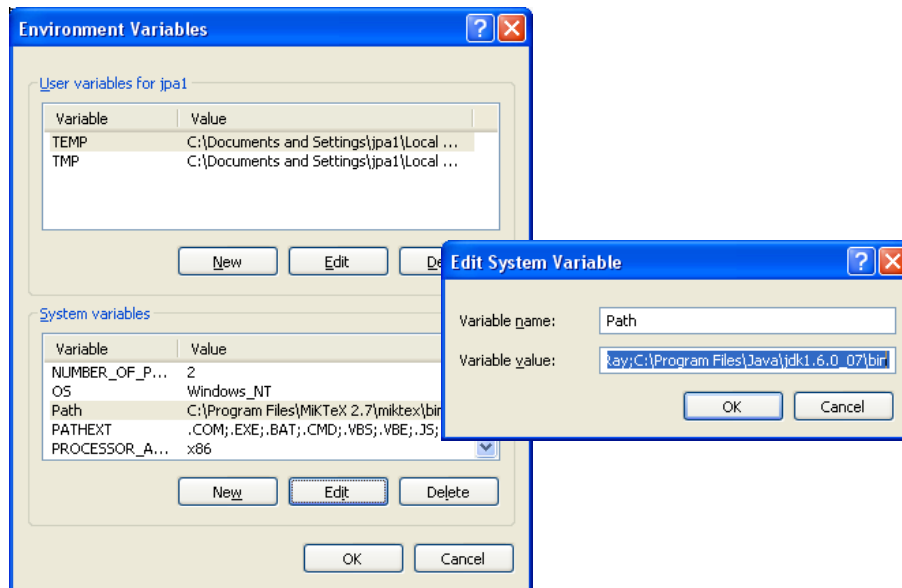 Environment Variables
User variables for jpa1
Variable Value
TEMP C:\Documents and Settings\jpa1\Local ...
TMP C:\Documents and Settings\jpa1\Local ...
New Edit
System variables
Variable Value
NUMBER_OF_P... 2
OS Windows_NT
Path C:\Program Files\MiKTeX 2.7\miktex\bin
PATHEXT .COM;.EXE;.BAT;.CMD;.VBS;.VBE;.JS;
PROCESSOR_A... x86
New Edit Delete
OK Cancel
Edit System Variable
Variable name: Path
Variable value: Ray;C:\Program Files\Java\jdk1.6.0_07\bin
OK Cancel